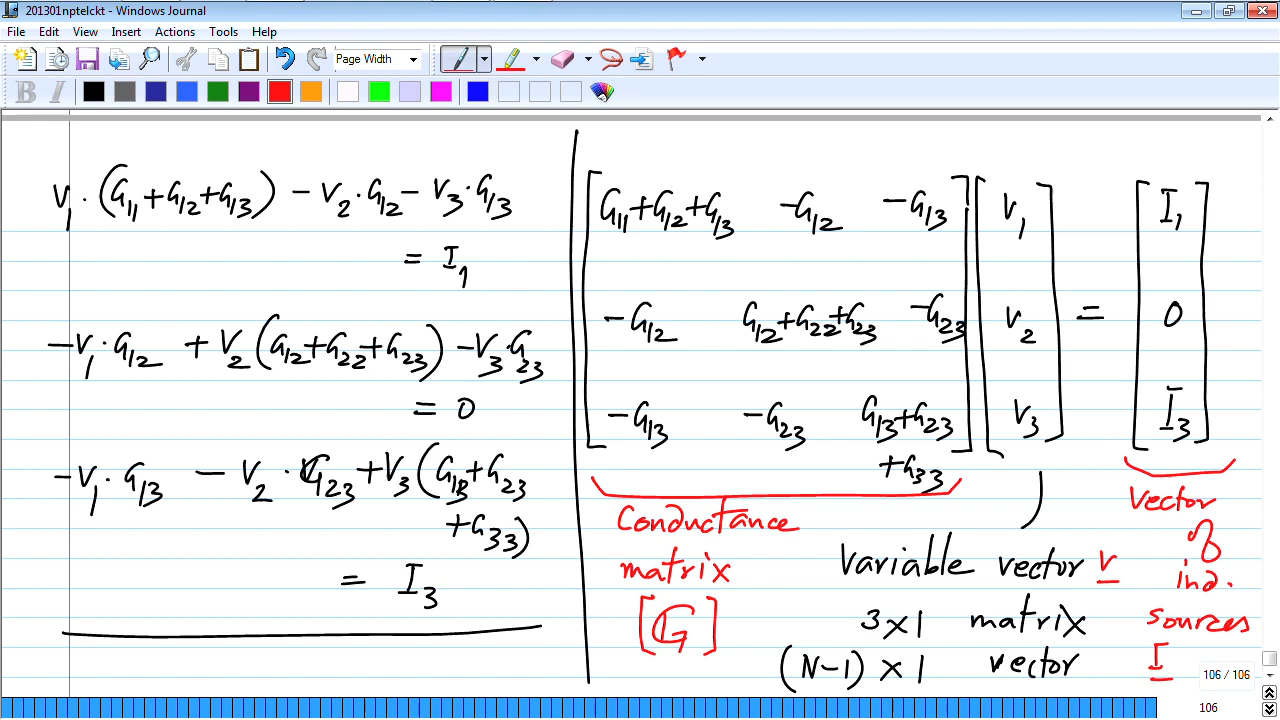 201301nptelckt - Windows Journal
File Edit View Insert Actions Tools Help
Page Width
B I
V1 · (G11+G12+G13) - V2 · G12 - V3 · G13
= I1
-V1 · G12 + V2 (G12+G22+G23) - V3 · G23
= 0
-V1 · G13 - V2 · G23 + V3 (G13+G23
+G33)
= I3
G11+G12+G13 -G12 -G13 V1 I1
-G12 G12+G22+G23 -G23 V2 = 0
-G13 -G23 G13+G23 V3 I3
+G33
Conductance
matrix
[G]
Variable vector v
3×1 matrix
(N-1) × 1 vector
Vector
of
ind.
sources
I
106 / 106
106